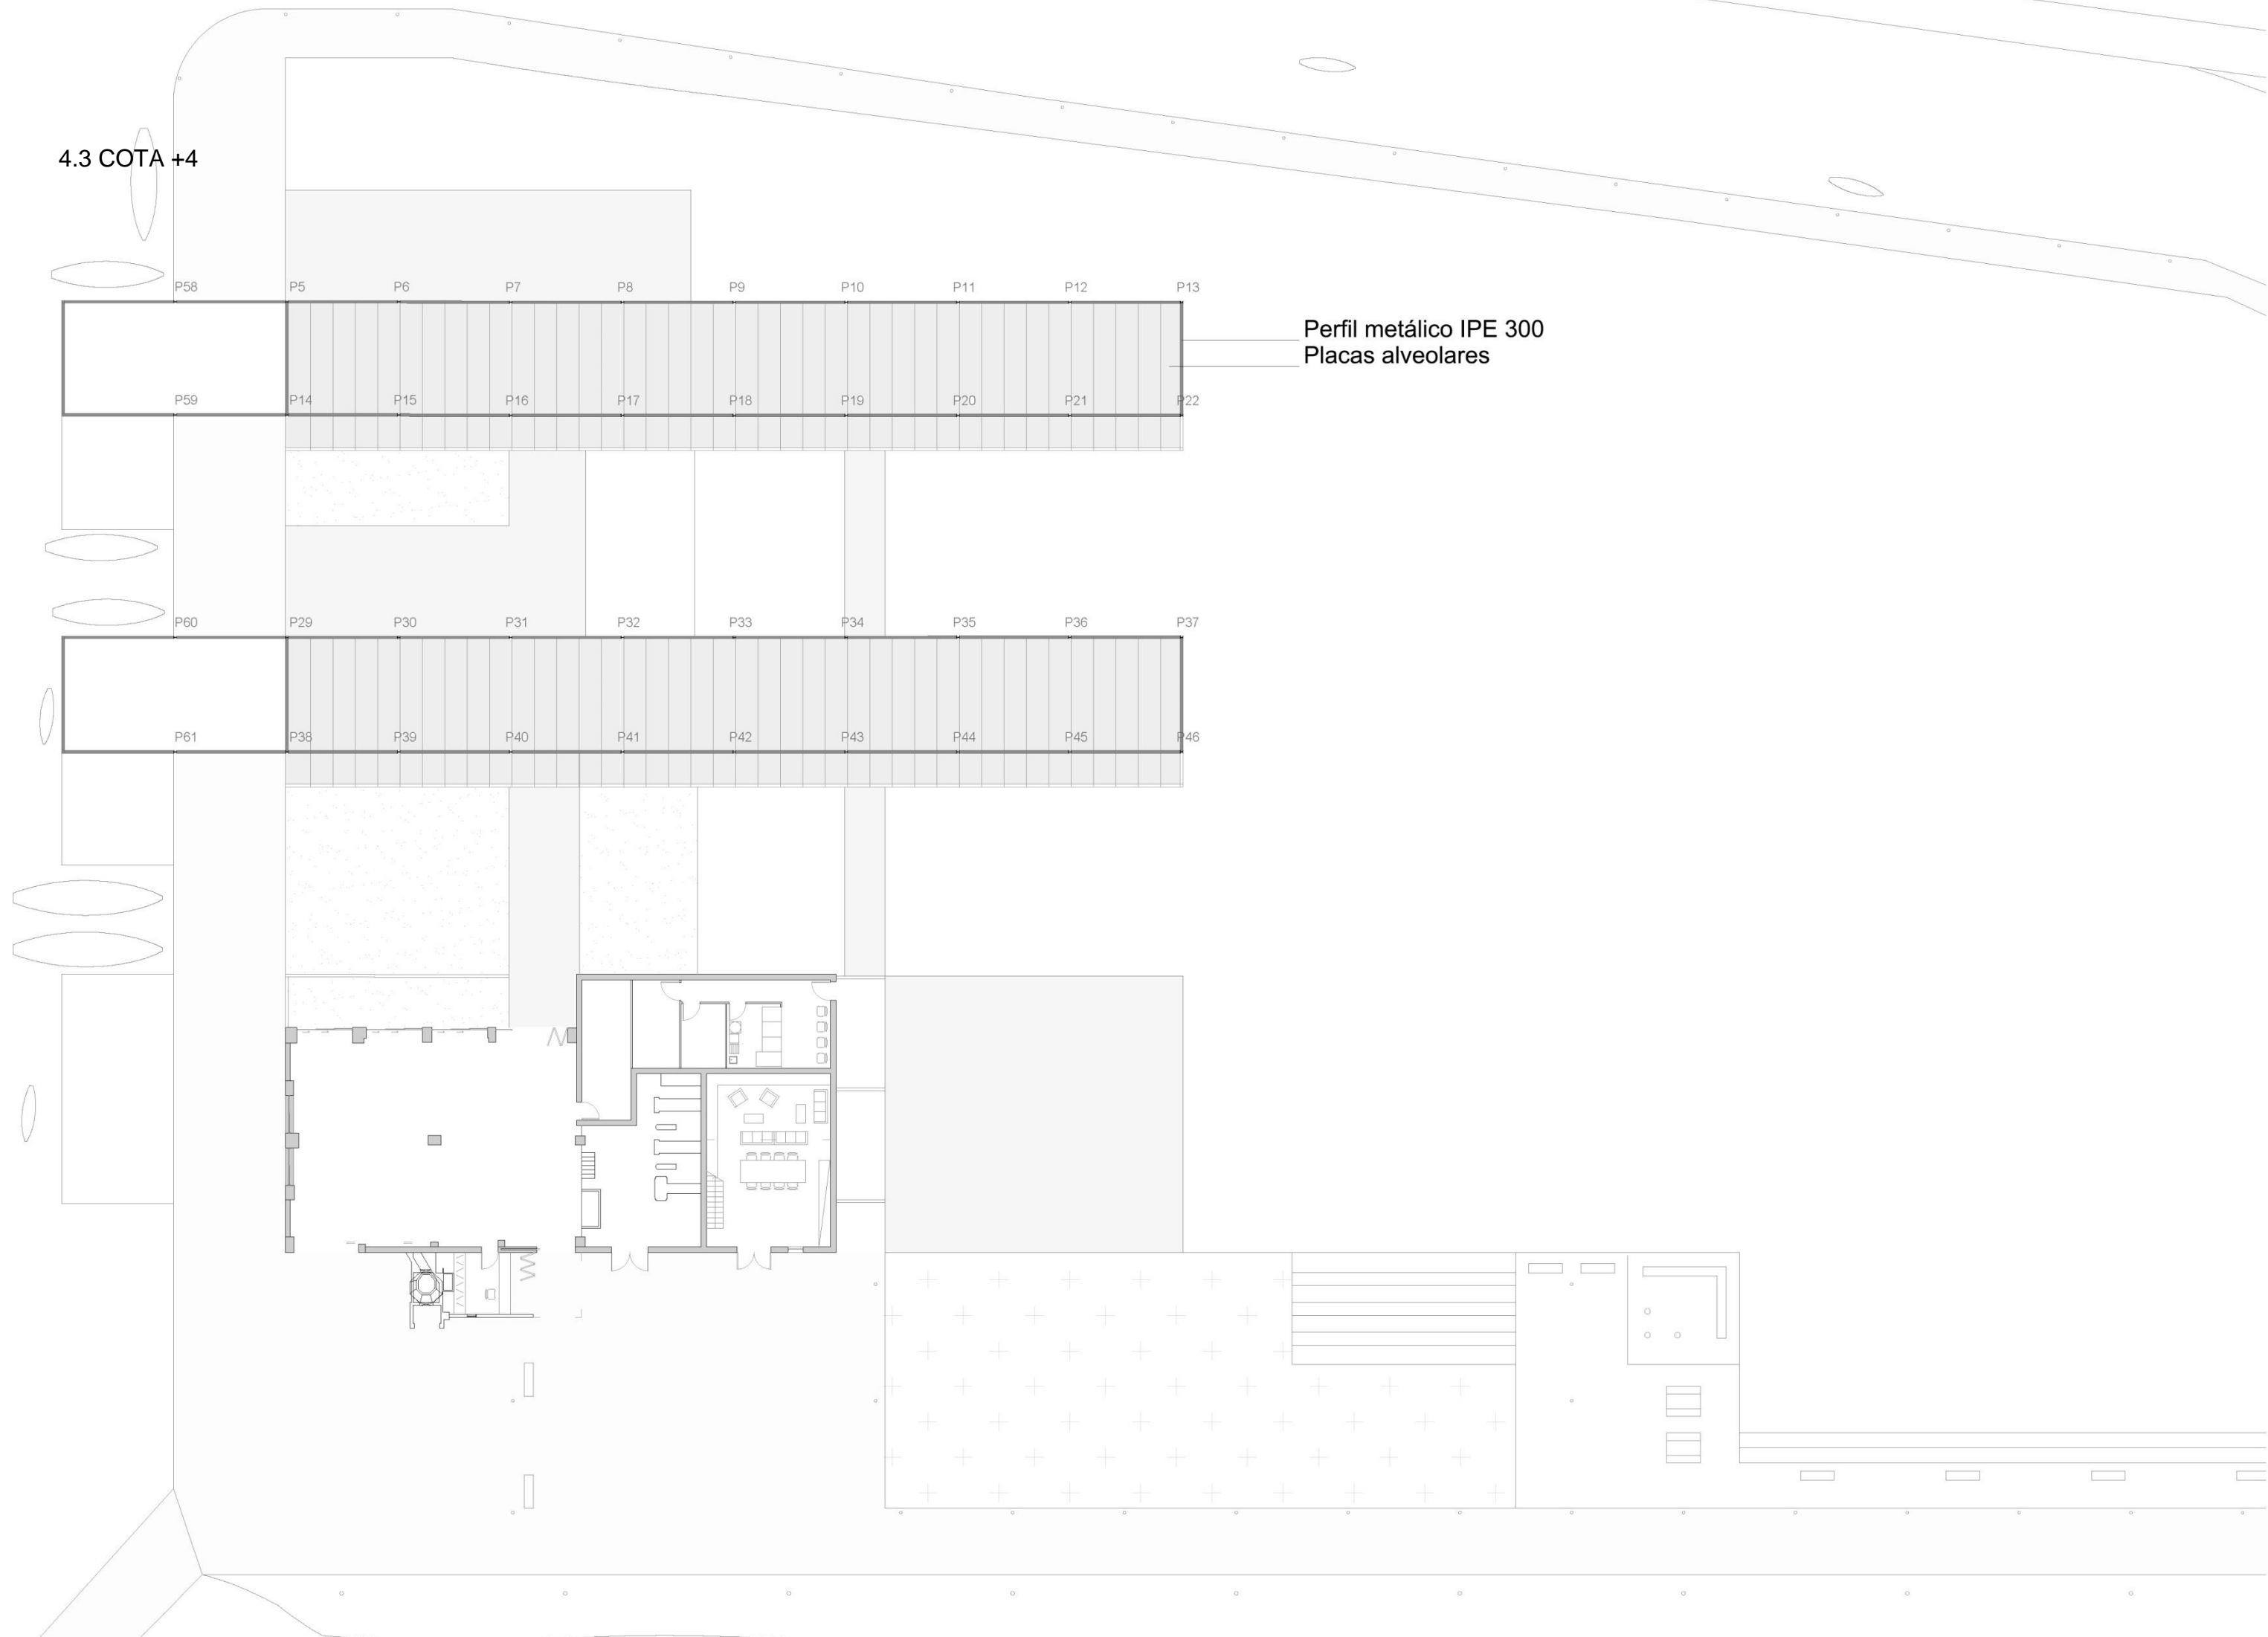 4.3 COTA +4
P58 P5 P6 P7 P8 P9 P10 P11 P12 P13
Perfil metálico IPE 300
Placas alveolares
P59 P14 P15 P16 P17 P18 P19 P20 P21 P22
P60 P29 P30 P31 P32 P33 P34 P35 P36 P37
P61 P38 P39 P40 P41 P42 P43 P44 P45 P46